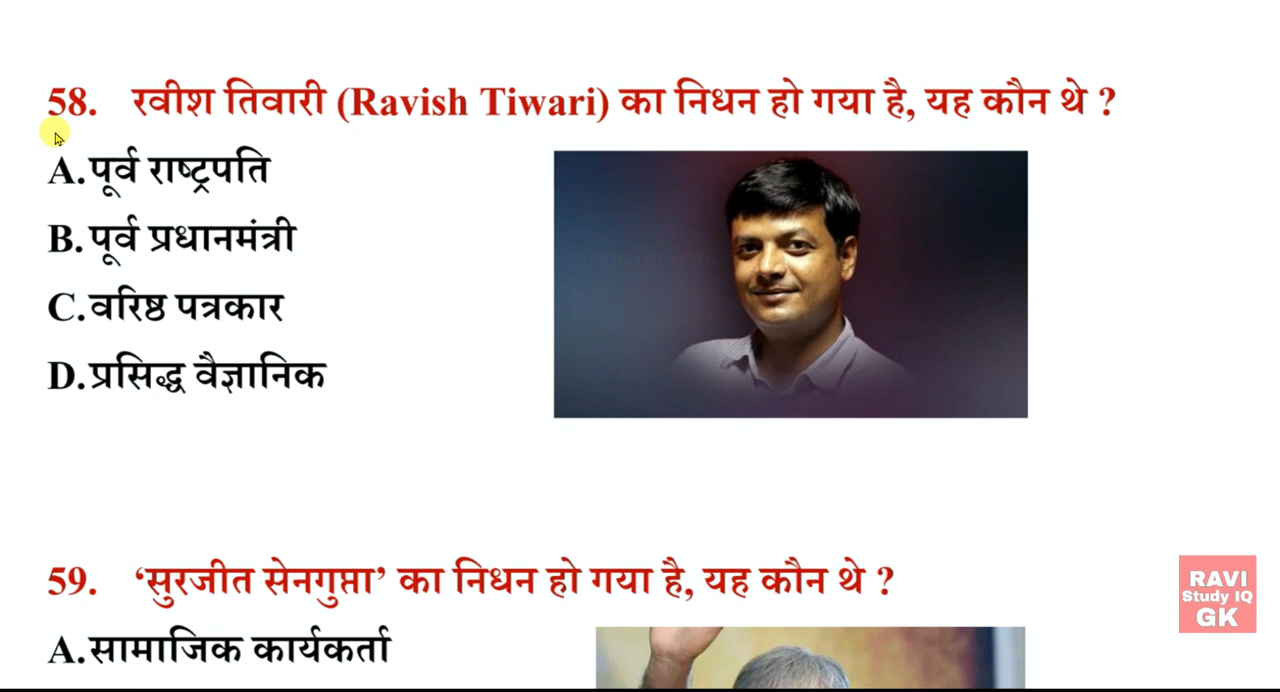 58. रवीश तिवारी (Ravish Tiwari) का निधन हो गया है, यह कौन थे ?
A. पूर्व राष्ट्रपति
B. पूर्व प्रधानमंत्री
C. वरिष्ठ पत्रकार
D. प्रसिद्ध वैज्ञानिक
59. ‘सुरजीत सेनगुप्ता’ का निधन हो गया है, यह कौन थे ?
A. सामाजिक कार्यकर्ता
RAVI
Study IQ
GK